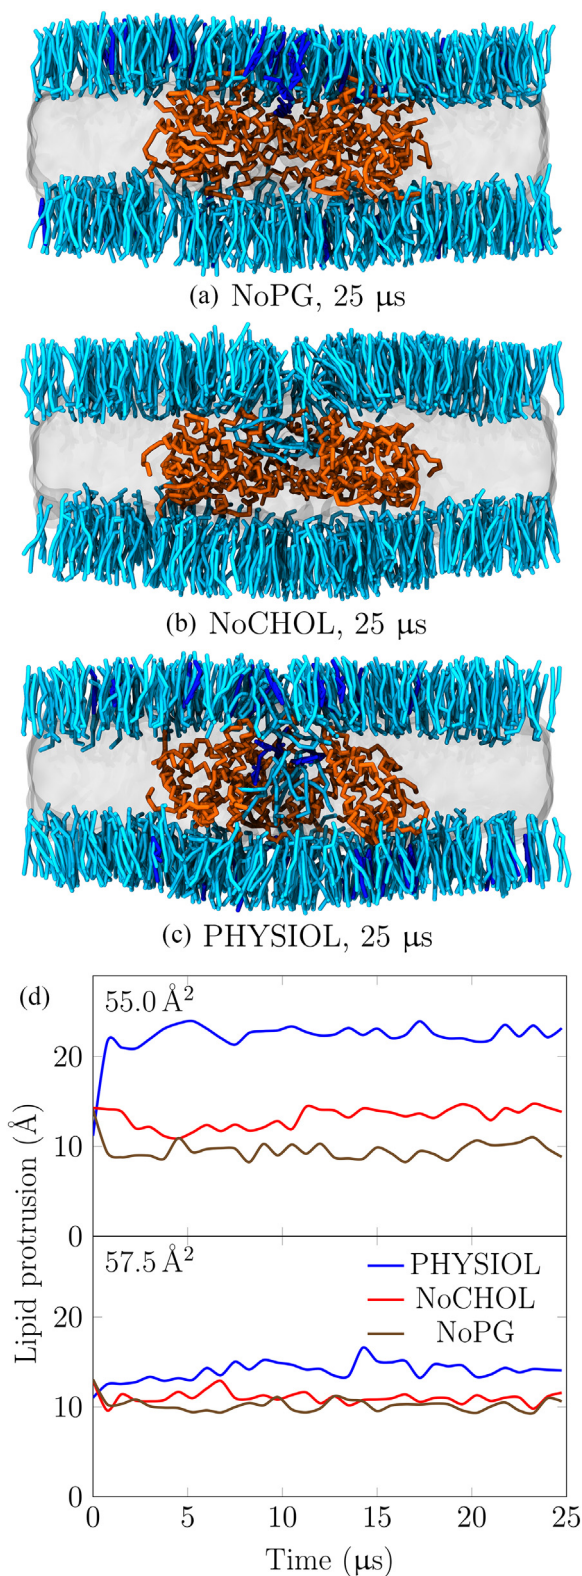 (a) NoPG, 25 µs
(b) NoCHOL, 25 µs
(c) PHYSIOL, 25 µs
(d)
55.0 Å²
20
10
0
57.5 Å²
PHYSIOL
NoCHOL
NoPG
20
10
0
Lipid protrusion (Å)
0 5 10 15 20 25
Time (µs)